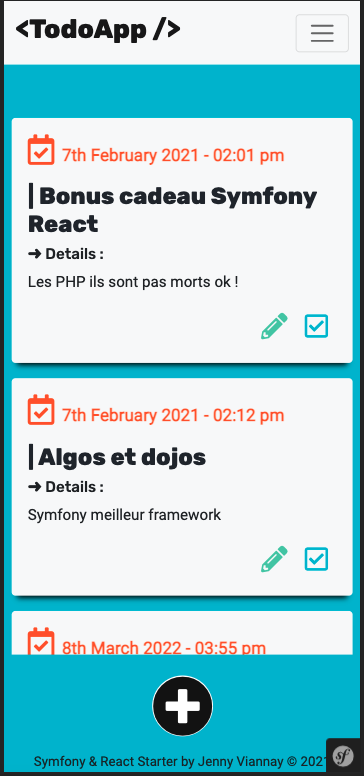 <TodoApp />
7th February 2021 - 02:01 pm
| Bonus cadeau Symfony
React
➜ Details :
Les PHP ils sont pas morts ok !
7th February 2021 - 02:12 pm
| Algos et dojos
➜ Details :
Symfony meilleur framework
8th March 2022 - 03:55 pm
Symfony & React Starter by Jenny Viannay © 2021
sf